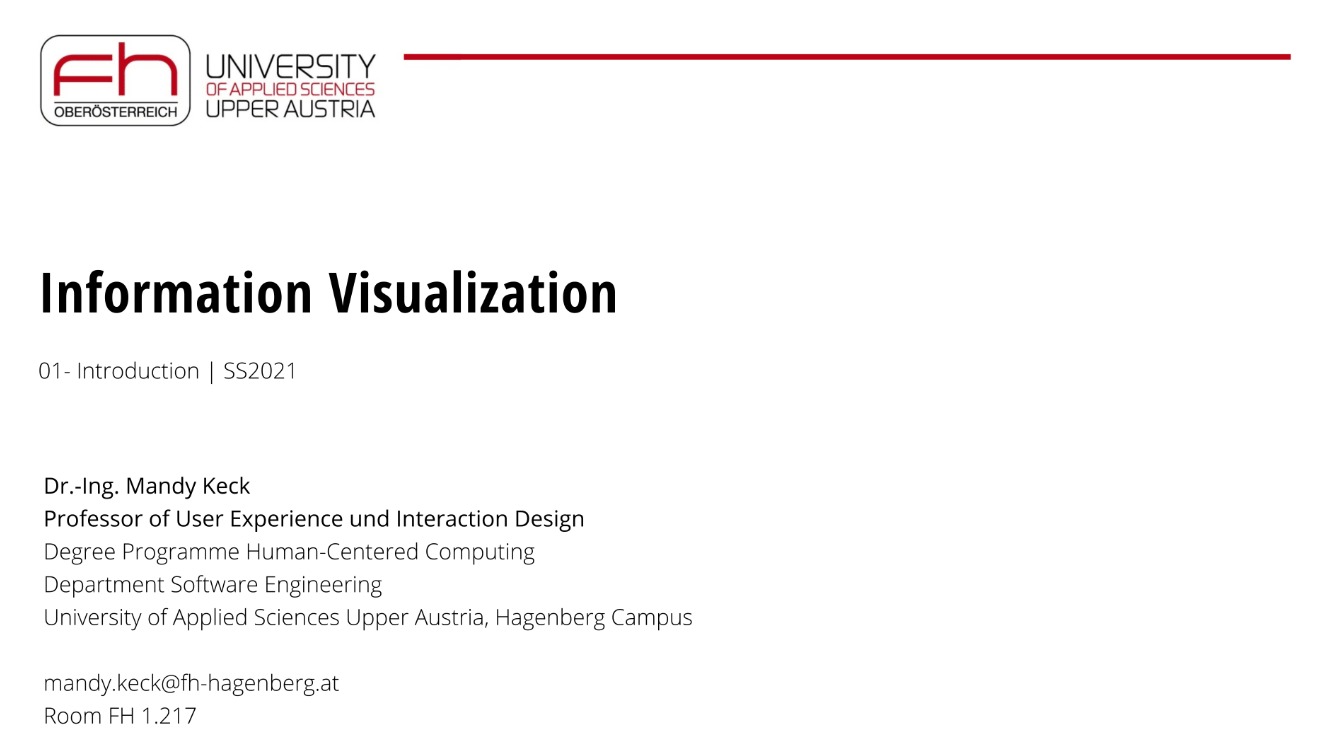 fh
OBERÖSTERREICH
UNIVERSITY
OF APPLIED SCIENCES
UPPER AUSTRIA
Information Visualization
01- Introduction | SS2021
Dr.-Ing. Mandy Keck
Professor of User Experience und Interaction Design
Degree Programme Human-Centered Computing
Department Software Engineering
University of Applied Sciences Upper Austria, Hagenberg Campus
mandy.keck@fh-hagenberg.at
Room FH 1.217